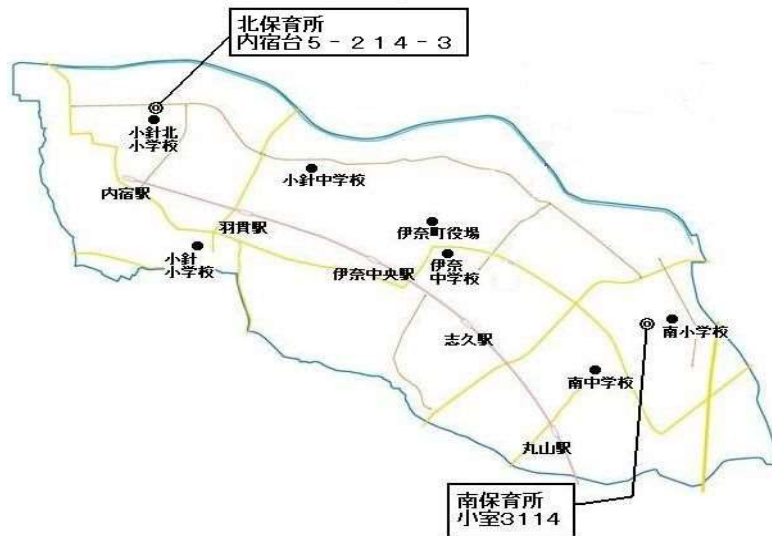 北保育所
内宿台5-214-3
小針北
小学校
小針中学校
内宿駅
羽貫駅
伊奈町役場
小針
小学校
伊奈中央駅
伊奈
中学校
志久駅
南小学校
南中学校
丸山駅
南保育所
小室3114